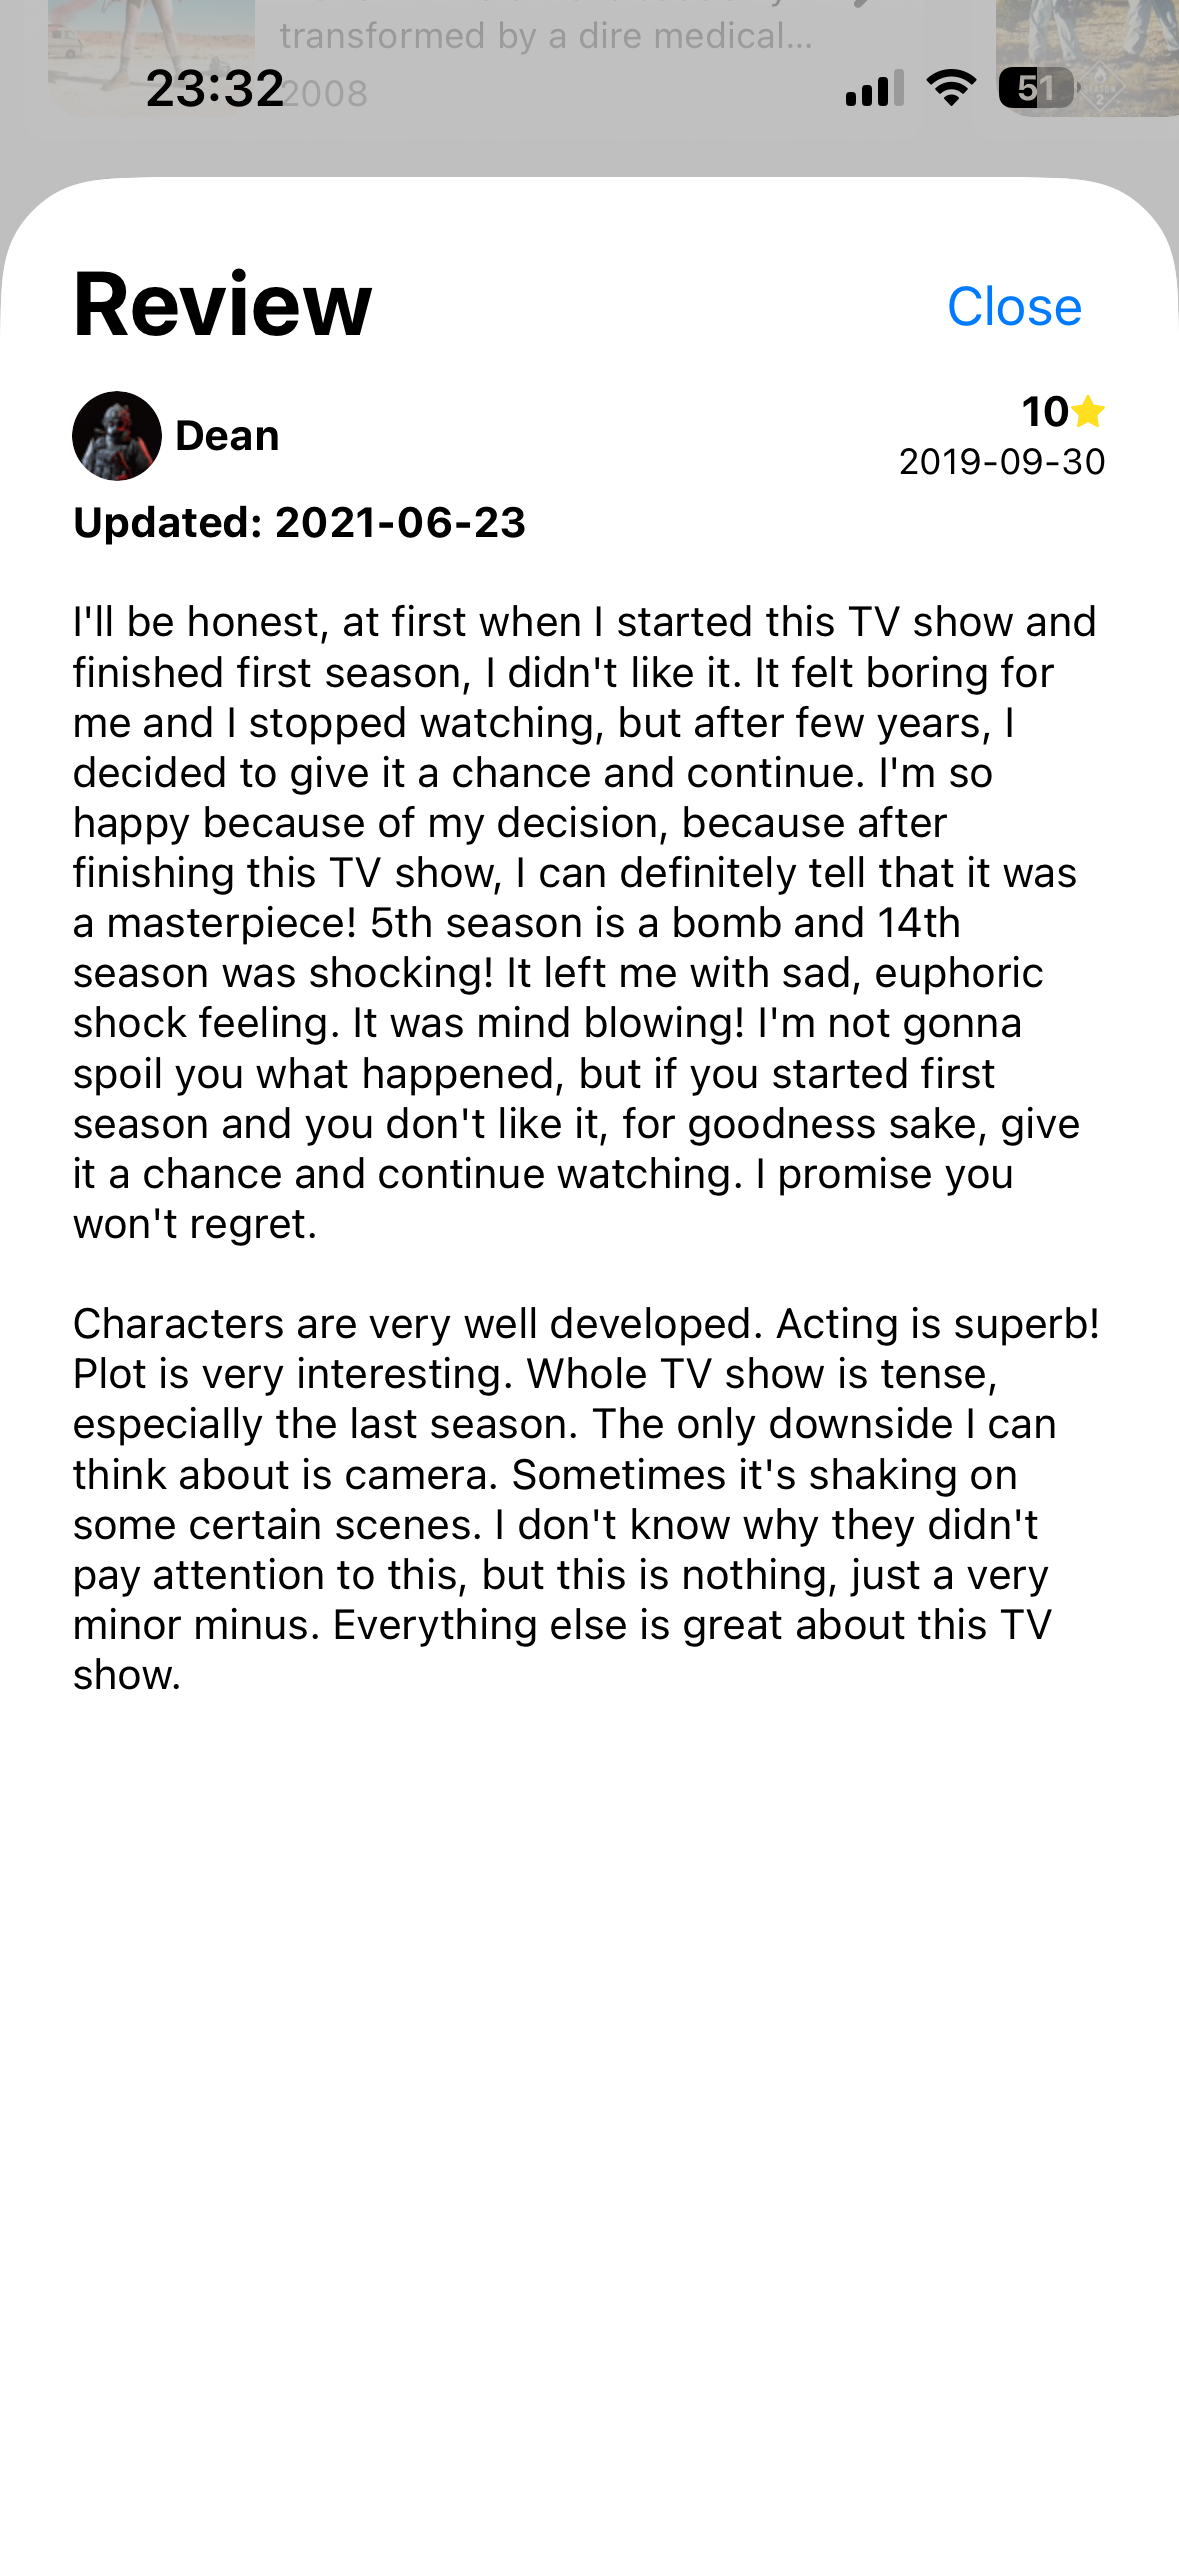 transformed by a dire medical...
23:32
2008
51
Review
Close
Dean
10
2019-09-30
Updated: 2021-06-23
I'll be honest, at first when I started this TV show and
finished first season, I didn't like it. It felt boring for
me and I stopped watching, but after few years, I
decided to give it a chance and continue. I'm so
happy because of my decision, because after
finishing this TV show, I can definitely tell that it was
a masterpiece! 5th season is a bomb and 14th
season was shocking! It left me with sad, euphoric
shock feeling. It was mind blowing! I'm not gonna
spoil you what happened, but if you started first
season and you don't like it, for goodness sake, give
it a chance and continue watching. I promise you
won't regret.
Characters are very well developed. Acting is superb!
Plot is very interesting. Whole TV show is tense,
especially the last season. The only downside I can
think about is camera. Sometimes it's shaking on
some certain scenes. I don't know why they didn't
pay attention to this, but this is nothing, just a very
minor minus. Everything else is great about this TV
show.